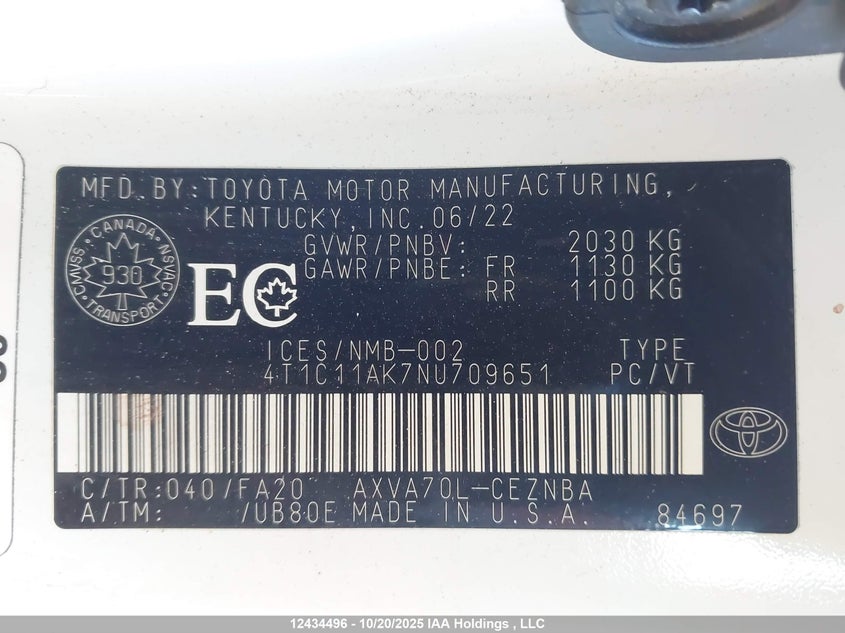 MFD.BY:TOYOTA MOTOR MANUFACTURING,
KENTUCKY,INC.06/22
GVWR/PNBV: 2030 KG
GAWR/PNBE: FR 1130 KG
RR 1100 KG
CANADA
CMVSS 930 NSVAC
TRANSPORT
EC
ICES/NMB-002 TYPE
4T1C11AK7NU709651 PC/VT
C/TR:040/FA20 AXVA70L-CEZNBA
A/TM: /UB80E MADE IN U.S.A. 84697
12434496 - 10/20/2025 IAA Holdings , LLC